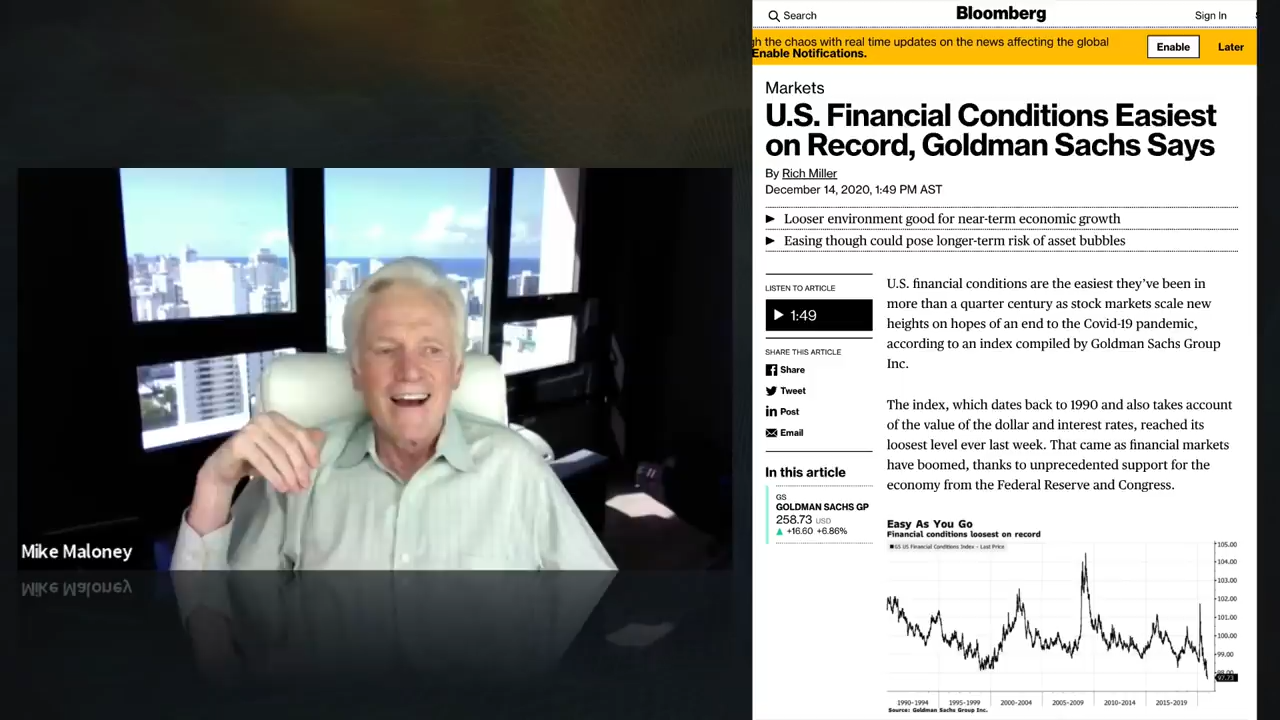 Mike Maloney
Search
Bloomberg
Sign In
gh the chaos with real time updates on the news affecting the global
Enable Notifications.
Enable
Later
Markets
U.S. Financial Conditions Easiest
on Record, Goldman Sachs Says
By Rich Miller
December 14, 2020, 1:49 PM AST
Looser environment good for near-term economic growth
Easing though could pose longer-term risk of asset bubbles
LISTEN TO ARTICLE
1:49
SHARE THIS ARTICLE
Share
Tweet
Post
Email
In this article
GS
GOLDMAN SACHS GP
258.73 USD
▲ +16.60 +6.86%
U.S. financial conditions are the easiest they've been in
more than a quarter century as stock markets scale new
heights on hopes of an end to the Covid-19 pandemic,
according to an index compiled by Goldman Sachs Group
Inc.
The index, which dates back to 1990 and also takes account
of the value of the dollar and interest rates, reached its
loosest level ever last week. That came as financial markets
have boomed, thanks to unprecedented support for the
economy from the Federal Reserve and Congress.
Easy As You Go
Financial conditions loosest on record
GS US Financial Conditions Index - Last Price
105.00
104.00
103.00
102.00
101.00
100.00
99.00
98.00
97.73
1990-1994 1995-1999 2000-2004 2005-2009 2010-2014 2015-2019
Source: Goldman Sachs Group Inc.